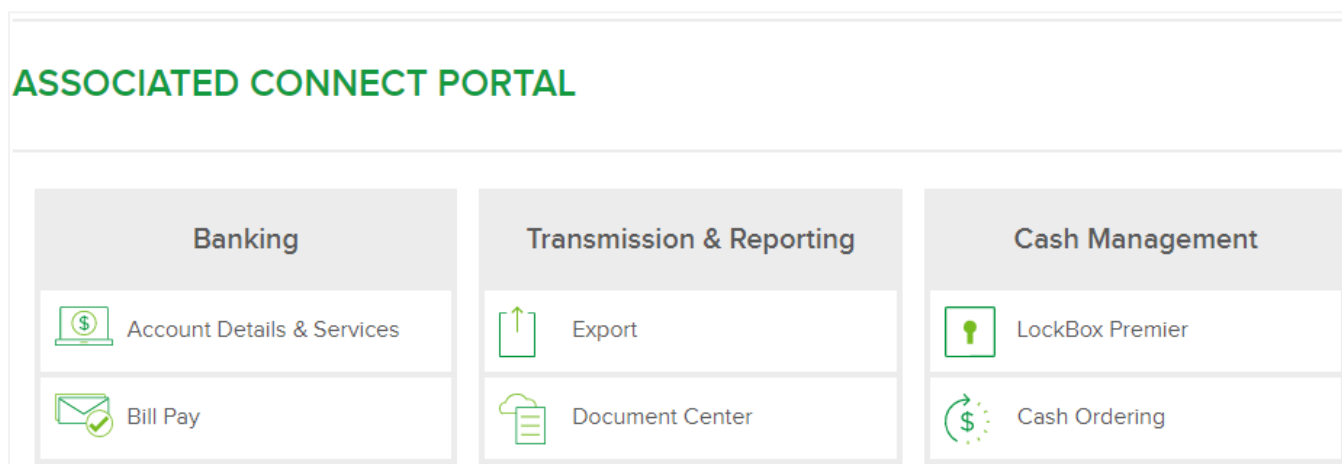 ASSOCIATED CONNECT PORTAL
Banking
Account Details & Services
Bill Pay
Transmission & Reporting
Export
Document Center
Cash Management
LockBox Premier
Cash Ordering